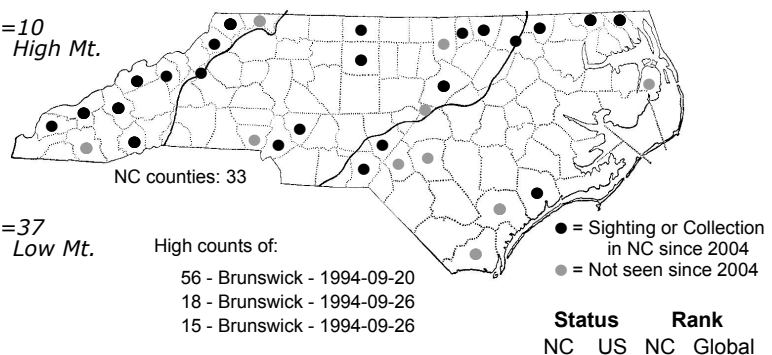 =10
High Mt.
NC counties: 33
=37
Low Mt.
High counts of:
56 - Brunswick - 1994-09-20
18 - Brunswick - 1994-09-26
15 - Brunswick - 1994-09-26
● = Sighting or Collection
in NC since 2004
● = Not seen since 2004
Status Rank
NC US NC Global